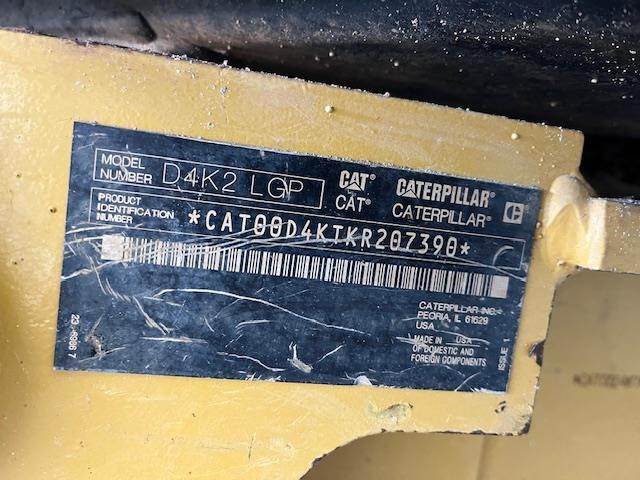 MODEL
NUMBER
D4K2 LGP
CAT®
CAT
CATERPILLAR®
CATERPILLAR
PRODUCT
IDENTIFICATION
NUMBER
*CAT00D4KTKR207390*
CATERPILLAR INC.
PEORIA, IL 61629
USA
MADE IN USA
OF DOMESTIC AND
FOREIGN COMPONENTS
ISSUE 1